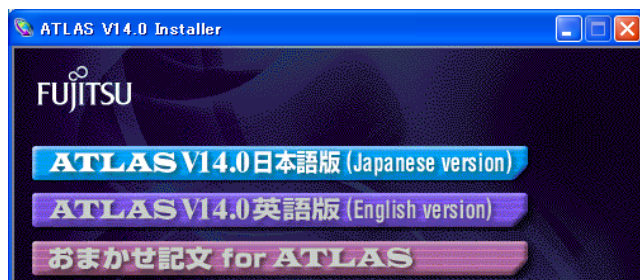 ATLAS V14.0 Installer
FUJITSU
ATLAS V14.0日本語版 (Japanese version)
ATLAS V14.0英語版 (English version)
おまかせ記文 for ATLAS